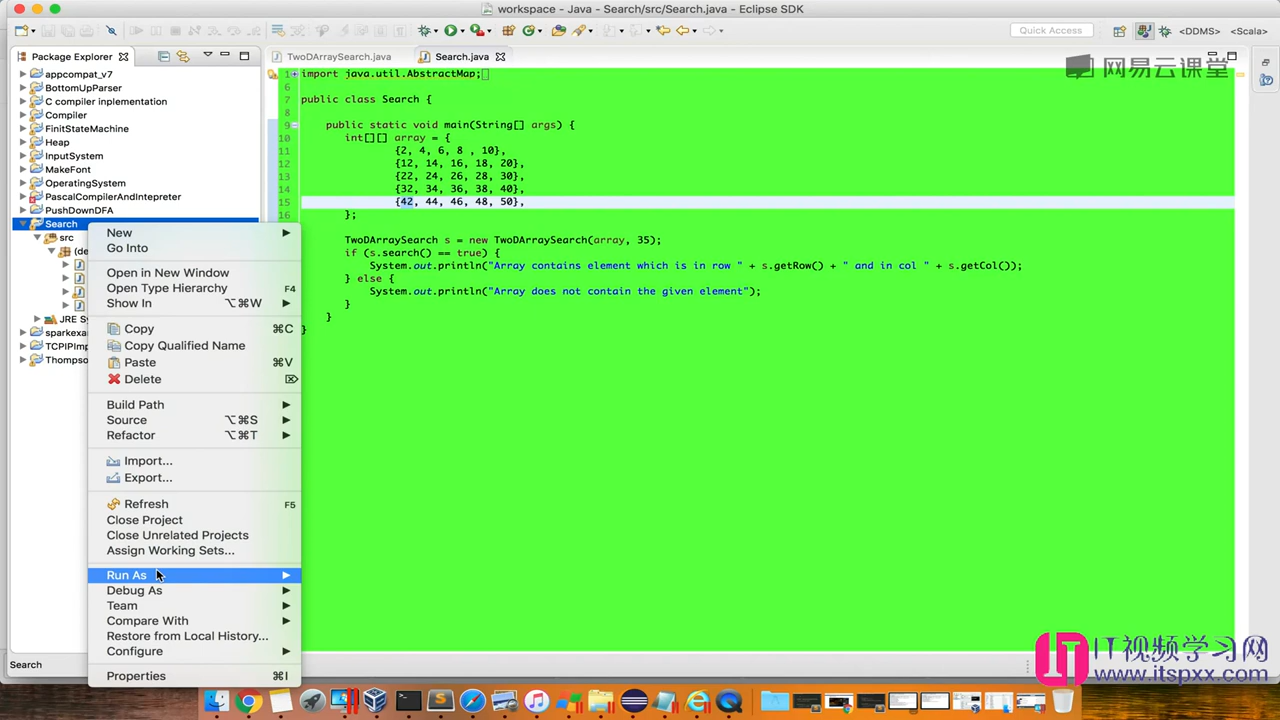 workspace - Java - Search/src/Search.java - Eclipse SDK
Quick Access
<DDMS>
<Scala>
Package Explorer
TwoDArraySearch.java
Search.java
网易云课堂
appcompat_v7
BottomUpParser
C compiler inplementation
Compiler
FinitStateMachine
Heap
InputSystem
MakeFont
OperatingSystem
PascalCompilerAndIntepreter
PushDownDFA
Search
src
(de
JRE Sy
sparkexa
TCPIPImp
Thompso
1 import java.util.AbstractMap;
6
7 public class Search {
8
9 public static void main(String[] args) {
10 int[][] array = {
11 {2, 4, 6, 8 , 10},
12 {12, 14, 16, 18, 20},
13 {22, 24, 26, 28, 30},
14 {32, 34, 36, 38, 40},
15 {42, 44, 46, 48, 50},
16 };
TwoDArraySearch s = new TwoDArraySearch(array, 35);
if (s.search() == true) {
System.out.println("Array contains element which is in row " + s.getRow() + " and in col " + s.getCol());
} else {
System.out.println("Array does not contain the given element");
}
}
}
New
Go Into
Open in New Window
Open Type Hierarchy F4
Show In ⌥⌘W
Copy ⌘C
Copy Qualified Name
Paste ⌘V
Delete ⌦
Build Path
Source ⌥⌘S
Refactor ⌥⌘T
Import...
Export...
Refresh F5
Close Project
Close Unrelated Projects
Assign Working Sets...
Run As
Debug As
Team
Compare With
Restore from Local History...
Configure
Properties ⌘I
Search
IT视频学习网
www.itspxx.com